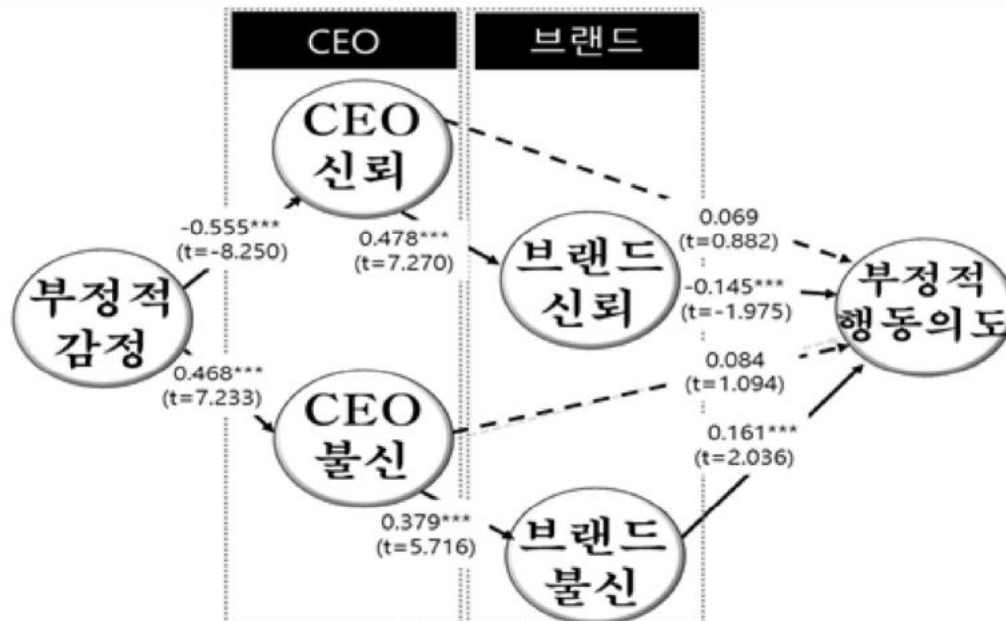 CEO
브랜드
CEO
신뢰
-0.555***
(t=-8.250)
0.478***
(t=7.270)
0.069
(t=0.882)
부정적
감정
브랜드
신뢰
-0.145***
(t=-1.975)
부정적
행동의도
0.468***
(t=7.233)
CEO
불신
0.084
(t=1.094)
0.161***
(t=2.036)
0.379***
(t=5.716)
브랜드
불신